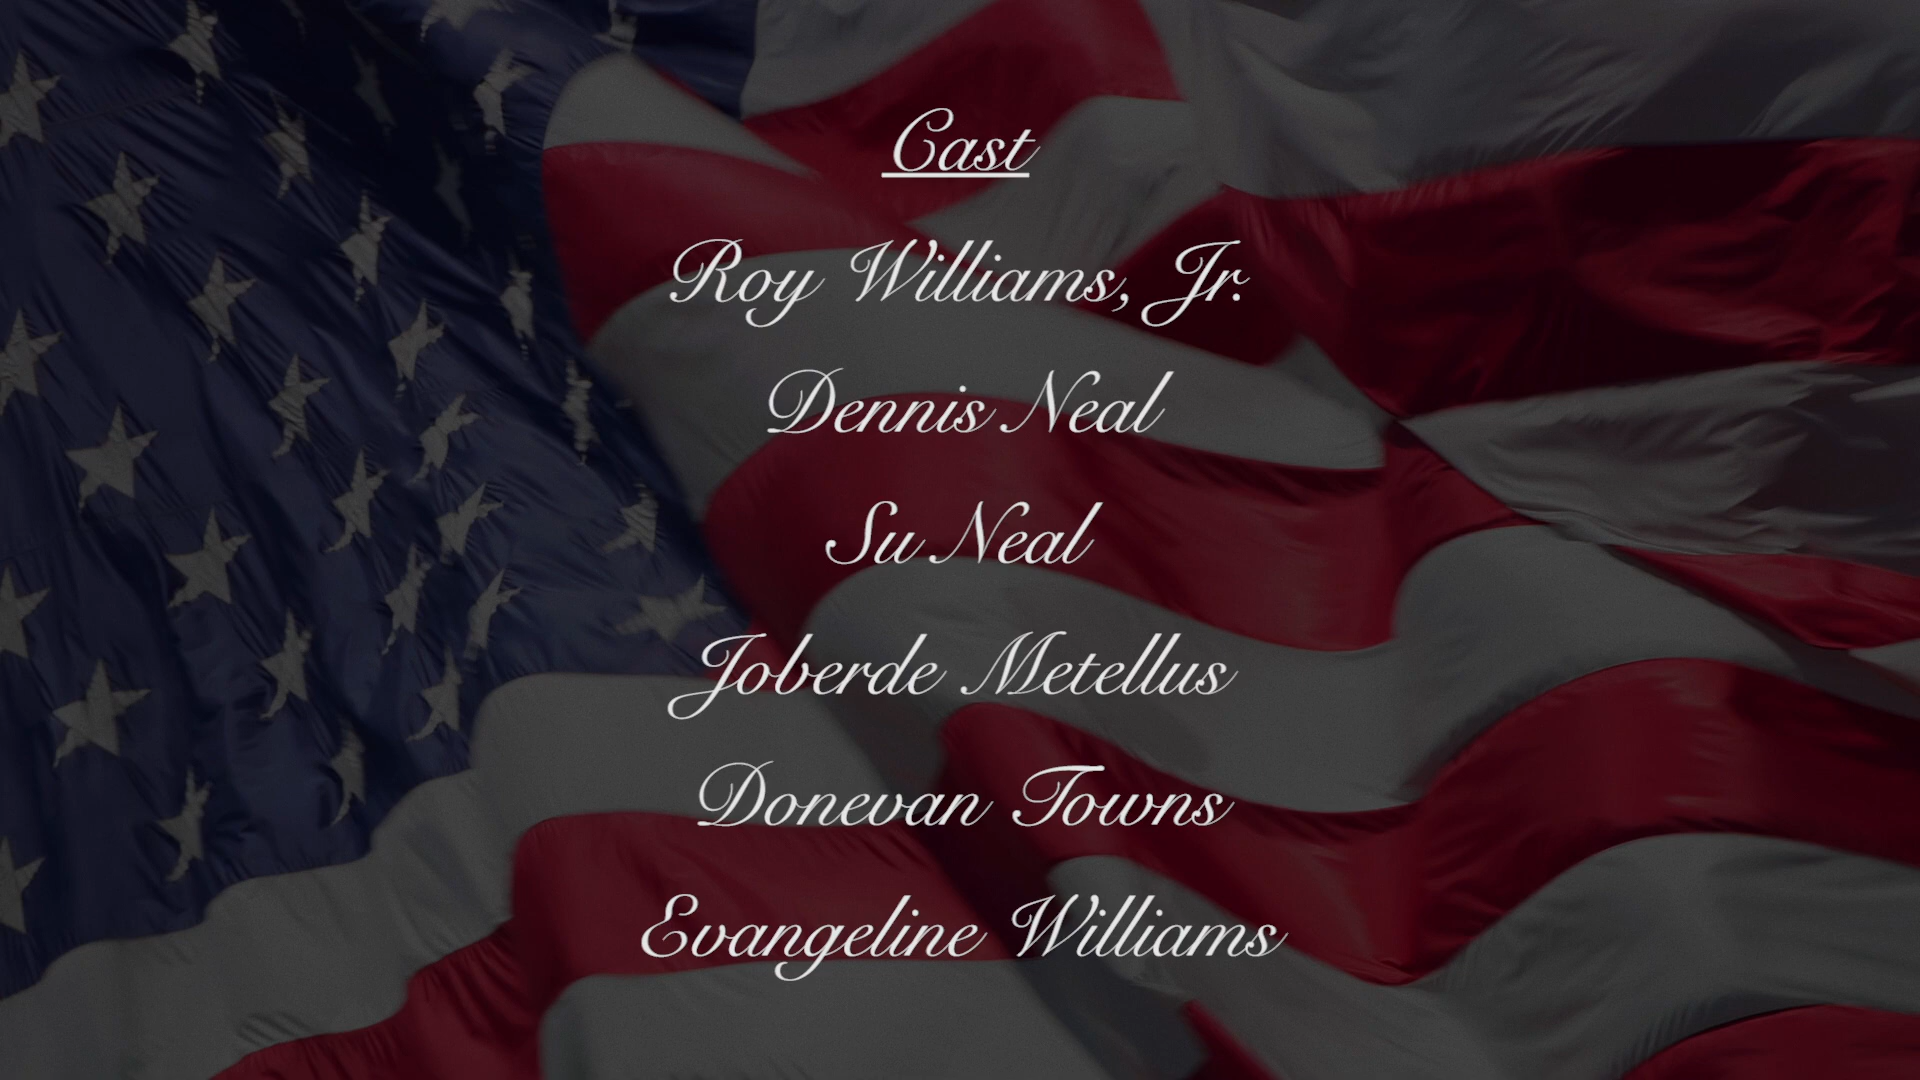 Cast
Roy Williams, Jr.
Dennis Neal
Su Neal
Joberde Metellus
Donevan Towns
Evangeline Williams